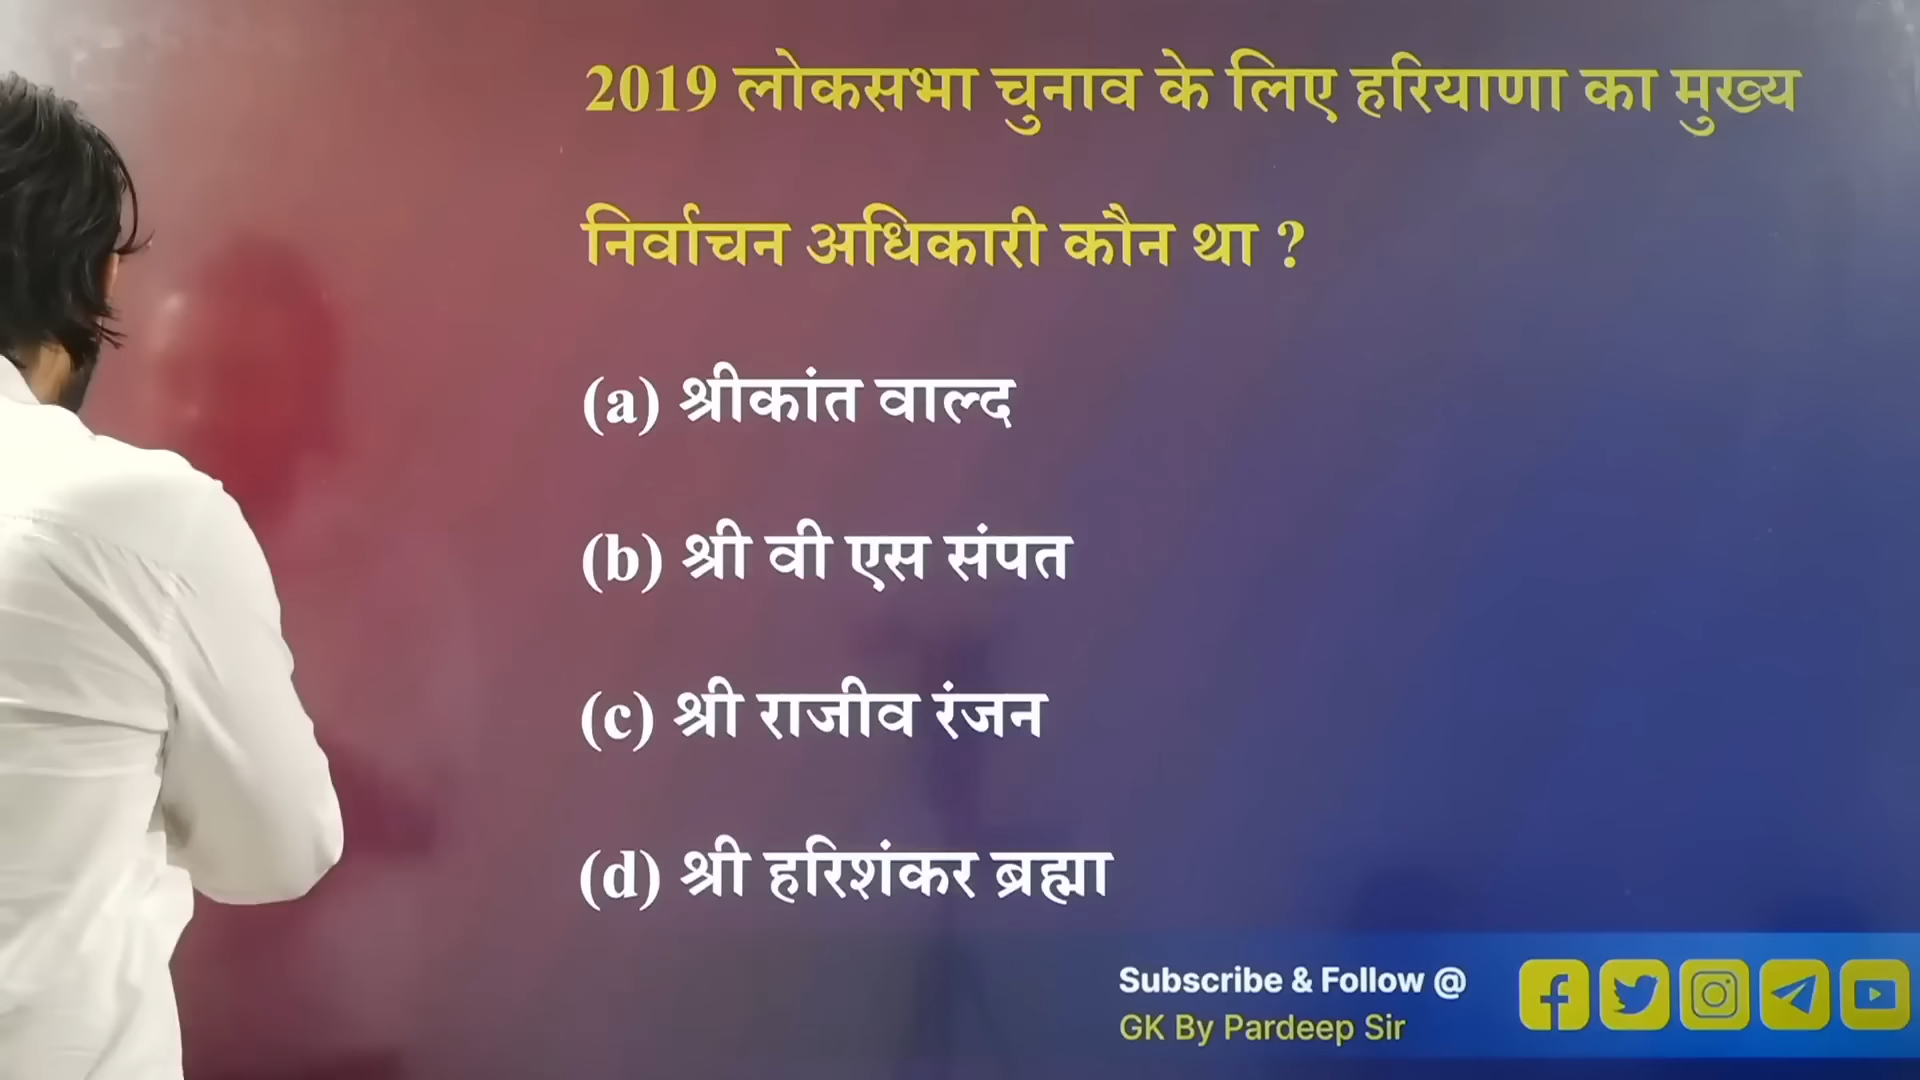 2019 लोकसभा चुनाव के लिए हरियाणा का मुख्य
निर्वाचन अधिकारी कौन था ?
(a) श्रीकांत वाल्द
(b) श्री वी एस संपत
(c) श्री राजीव रंजन
(d) श्री हरिशंकर ब्रह्मा
Subscribe & Follow @
GK By Pardeep Sir